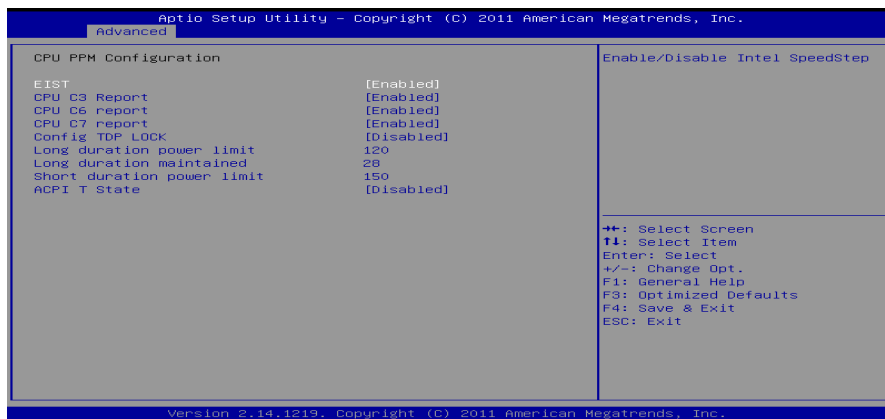 Aptio Setup Utility – Copyright (C) 2011 American Megatrends, Inc.
Advanced
CPU PPM Configuration
EIST [Enabled]
CPU C3 Report [Enabled]
CPU C6 report [Enabled]
CPU C7 report [Enabled]
Config TDP LOCK [Disabled]
Long duration power limit 120
Long duration maintained 28
Short duration power limit 150
ACPI T State [Disabled]
Enable/Disable Intel SpeedStep
→←: Select Screen
↑↓: Select Item
Enter: Select
+/-: Change Opt.
F1: General Help
F3: Optimized Defaults
F4: Save & Exit
ESC: Exit
Version 2.14.1219. Copyright (C) 2011 American Megatrends, Inc.